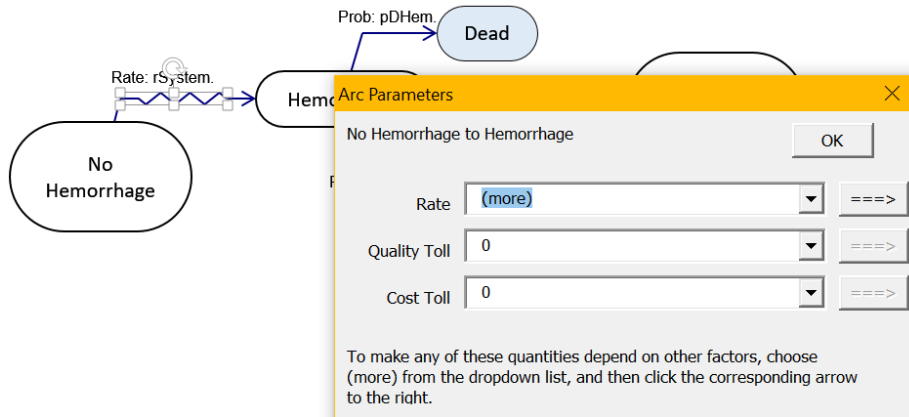 Prob: pDHem.
Dead
Rate: rSystem.
No
Hemorrhage
Arc Parameters
No Hemorrhage to Hemorrhage
OK
Rate
(more)
===>
Quality Toll
0
===>
Cost Toll
0
===>
To make any of these quantities depend on other factors, choose
(more) from the dropdown list, and then click the corresponding arrow
to the right.